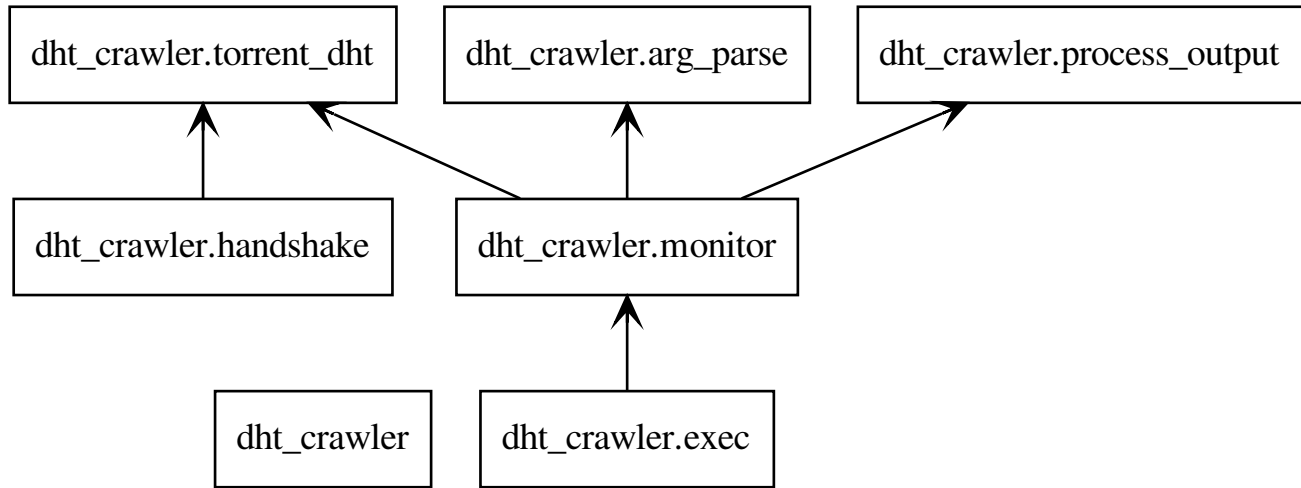 dht_crawler.torrent_dht
dht_crawler.arg_parse
dht_crawler.process_output
dht_crawler.handshake
dht_crawler.monitor
dht_crawler
dht_crawler.exec